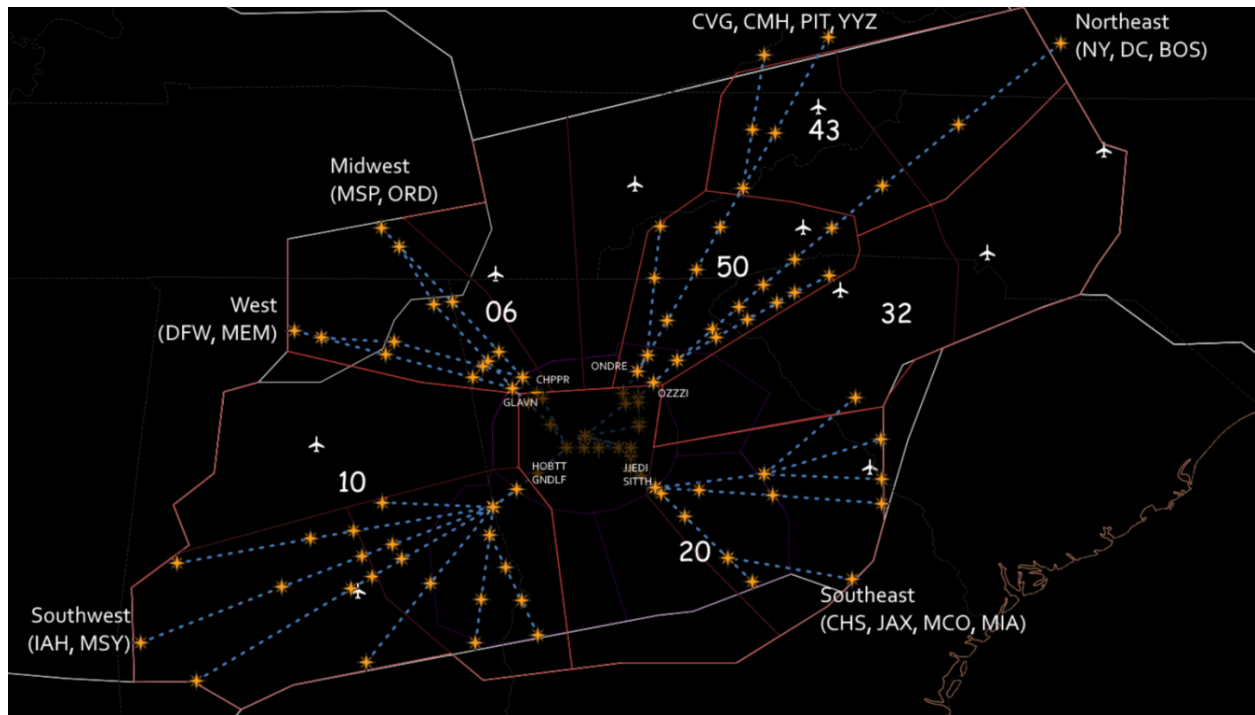 CVG, CMH, PIT, YYZ
Northeast
(NY, DC, BOS)
43
Midwest
(MSP, ORD)
50
West
(DFW, MEM)
06
32
ONDRE
CHPPR
OZZZI
GLAVN
HOBTT
GNDLF
JJEDI
SITTH
10
20
Southwest
(IAH, MSY)
Southeast
(CHS, JAX, MCO, MIA)